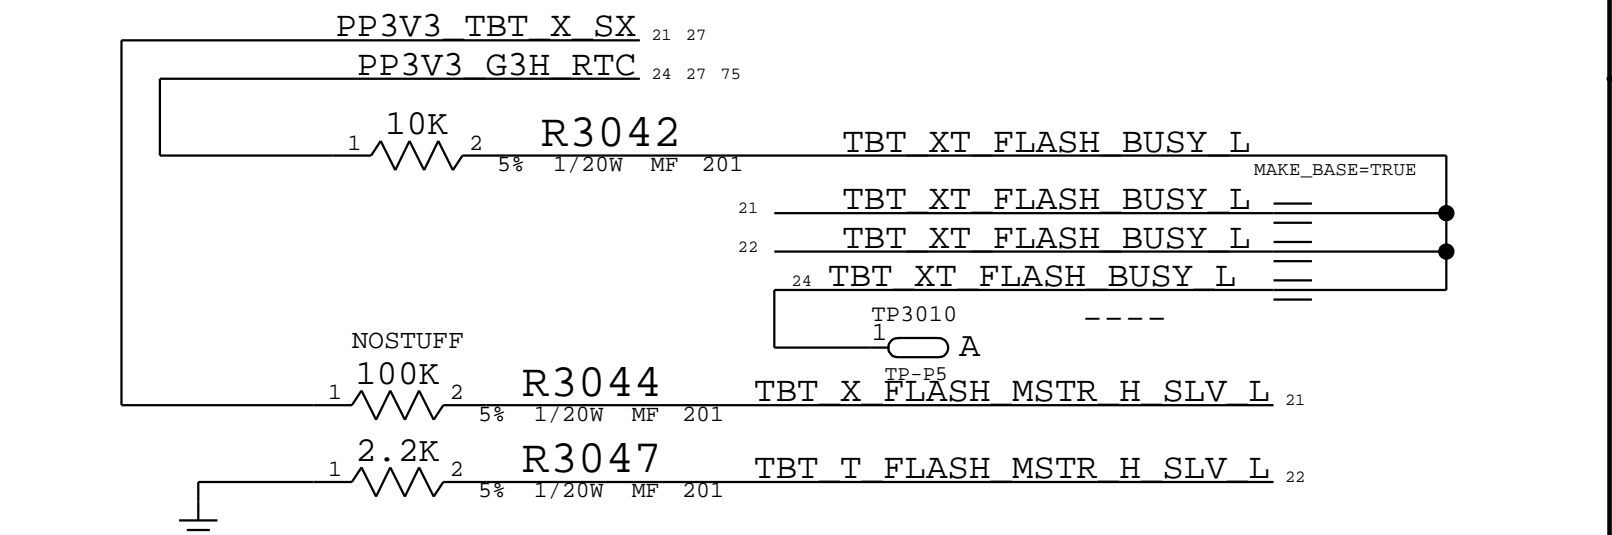 PP3V3_TBT_X_SX 21 27
PP3V3_G3H_RTC 24 27 75
1 10K 2 R3042 TBT_XT_FLASH_BUSY_L
5% 1/20W MF 201 MAKE_BASE=TRUE
21 TBT_XT_FLASH_BUSY_L
22 TBT_XT_FLASH_BUSY_L
24 TBT_XT_FLASH_BUSY_L
TP3010
1 A
TP-P5
NOSTUFF
1 100K 2 R3044 TBT_X_FLASH_MSTR_H_SLV_L 21
5% 1/20W MF 201
1 2.2K 2 R3047 TBT_T_FLASH_MSTR_H_SLV_L 22
5% 1/20W MF 201